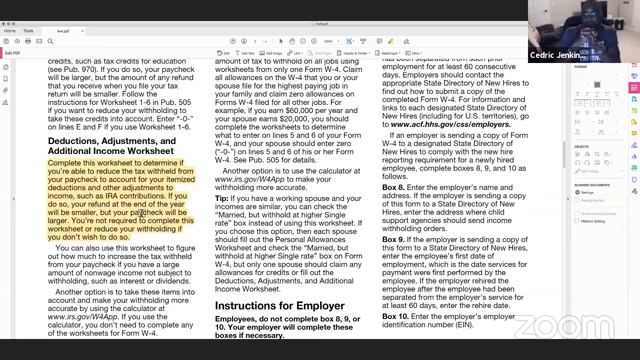 Test.pdf
Home
Tools
Test.pdf
Edit PDF
Edit Text
Add Text
Add Image
Link
Header & Footer
Watermark
More
credits, such as tax credits for education
(see Pub. 970). If you do so, your paycheck
will be larger, but the amount of any refund
that you receive when you file your tax
return will be smaller. Follow the
instructions for Worksheet 1-6 in Pub. 505
if you want to reduce your withholding to
take these credits into account. Enter “-0-”
on lines E and F if you use Worksheet 1-6.
Deductions, Adjustments, and
Additional Income Worksheet
Complete this worksheet to determine if
you’re able to reduce the tax withheld from
your paycheck to account for your itemized
deductions and other adjustments to
income, such as IRA contributions. If you
do so, your refund at the end of the year
will be smaller, but your paycheck will be
larger. You’re not required to complete this
worksheet or reduce your withholding if
you don’t wish to do so.
You can also use this worksheet to figure
out how much to increase the tax withheld
from your paycheck if you have a large
amount of nonwage income not subject to
withholding, such as interest or dividends.
Another option is to take these items into
account and make your withholding more
accurate by using the calculator at
www.irs.gov/W4App. If you use the
calculator, you don’t need to complete any
of the worksheets for Form W-4.
amount of tax to withhold on all jobs using
worksheets from only one Form W-4. Claim
all allowances on the W-4 that you or your
spouse file for the highest paying job in
your family and claim zero allowances on
Forms W-4 filed for all other jobs. For
example, if you earn $60,000 per year and
your spouse earns $20,000, you should
complete the worksheets to determine
what to enter on lines 5 and 6 of your Form
W-4, and your spouse should enter zero
(“-0-”) on lines 5 and 6 of his or her Form
W-4. See Pub. 505 for details.
Another option is to use the calculator at
www.irs.gov/W4App to make your
withholding more accurate.
Tip: If you have a working spouse and your
incomes are similar, you can check the
“Married, but withhold at higher Single
rate” box instead of using this worksheet. If
you choose this option, then each spouse
should fill out the Personal Allowances
Worksheet and check the “Married, but
withhold at higher Single rate” box on Form
W-4, but only one spouse should claim any
allowances for credits or fill out the
Deductions, Adjustments, and Additional
Income Worksheet.
Instructions for Employer
Employees, do not complete box 8, 9, or
10. Your employer will complete these
boxes if necessary.
has been separated from such prior
employment for at least 60 consecutive
days. Employers should contact the
appropriate State Directory of New Hires to
find out how to submit a copy of the
completed Form W-4. For information and
links to each designated State Directory of
New Hires (including for U.S. territories), go
to www.acf.hhs.gov/css/employers.
If an employer is sending a copy of Form
W-4 to a designated State Directory of
New Hires to comply with the new hire
reporting requirement for a newly hired
employee, complete boxes 8, 9, and 10 as
follows.
Box 8. Enter the employer’s name and
address. If the employer is sending a copy
of this form to a State Directory of New
Hires, enter the address where child
support agencies should send income
withholding orders.
Box 9. If the employer is sending a copy of
this form to a State Directory of New Hires,
enter the employee’s first date of
employment, which is the date services for
payment were first performed by the
employee. If the employer rehired the
employee after the employee had been
separated from the employer’s service for
at least 60 days, enter the rehire date.
Box 10. Enter the employer’s employer
identification number (EIN).
Cedric Jenkin
FORMAT
OBJECTS
SCANNED DOCUMENTS
Settings
Recognize text
zoom